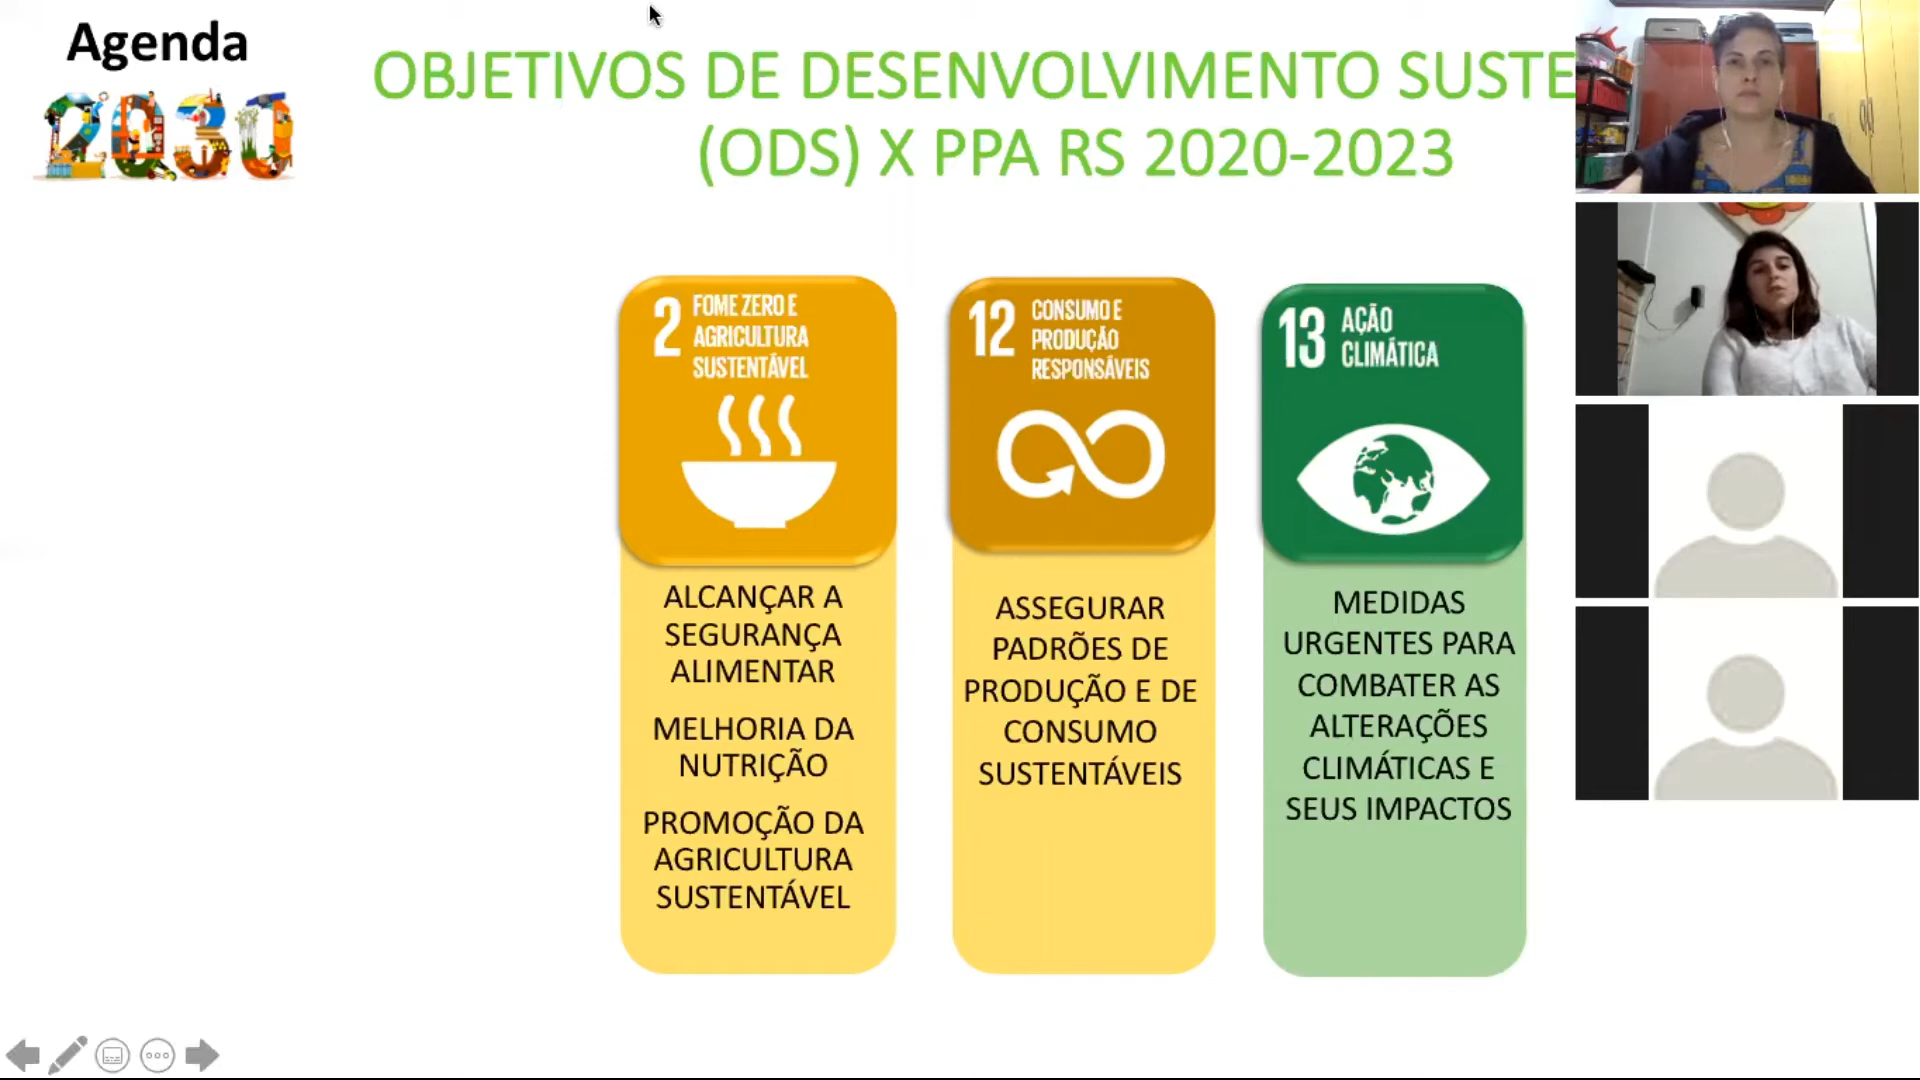 Agenda
2030
OBJETIVOS DE DESENVOLVIMENTO SUSTE
(ODS) X PPA RS 2020-2023
2 FOME ZERO E
AGRICULTURA
SUSTENTÁVEL
ALCANÇAR A
SEGURANÇA
ALIMENTAR
MELHORIA DA
NUTRIÇÃO
PROMOÇÃO DA
AGRICULTURA
SUSTENTÁVEL
12 CONSUMO E
PRODUÇÃO
RESPONSÁVEIS
ASSEGURAR
PADRÕES DE
PRODUÇÃO E DE
CONSUMO
SUSTENTÁVEIS
13 AÇÃO
CLIMÁTICA
MEDIDAS
URGENTES PARA
COMBATER AS
ALTERAÇÕES
CLIMÁTICAS E
SEUS IMPACTOS